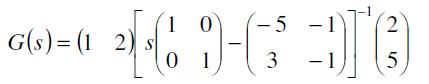 G(s) = (1 2) [ s (1 0; 0 1) − (−5 −1; 3 −1) ]⁻¹ (2; 5)